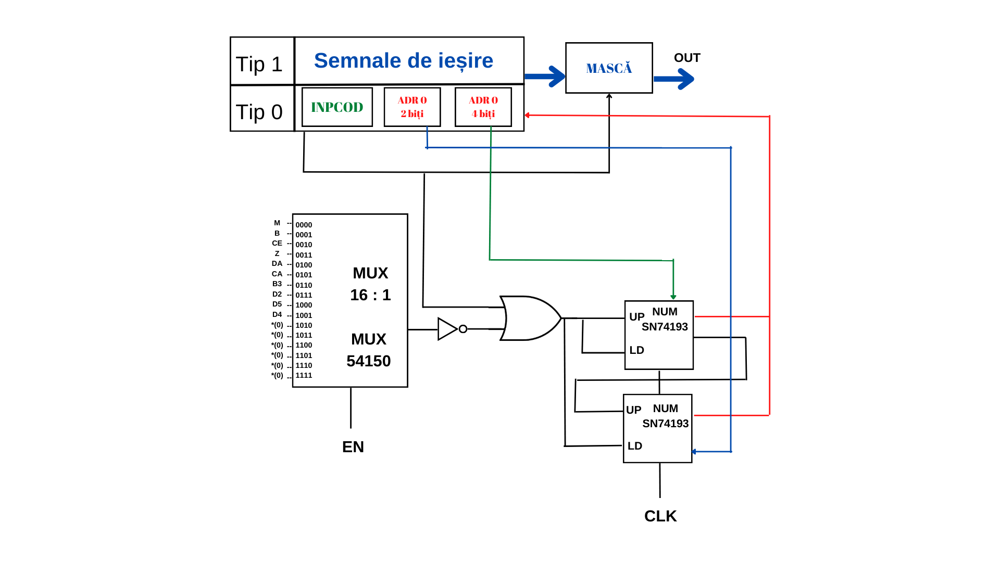 Tip 1
Semnale de ieșire
MASCĂ
OUT
Tip 0
INPCOD
ADR 0
2 biți
ADR 0
4 biți
M -- 0000
B -- 0001
CE -- 0010
Z -- 0011
DA -- 0100
CA -- 0101
B3 -- 0110
D2 -- 0111
D5 -- 1000
D4 -- 1001
*(0) -- 1010
*(0) -- 1011
*(0) -- 1100
*(0) -- 1101
*(0) -- 1110
*(0) -- 1111
MUX
16 : 1
MUX
54150
EN
UP NUM
SN74193
LD
UP NUM
SN74193
LD
CLK